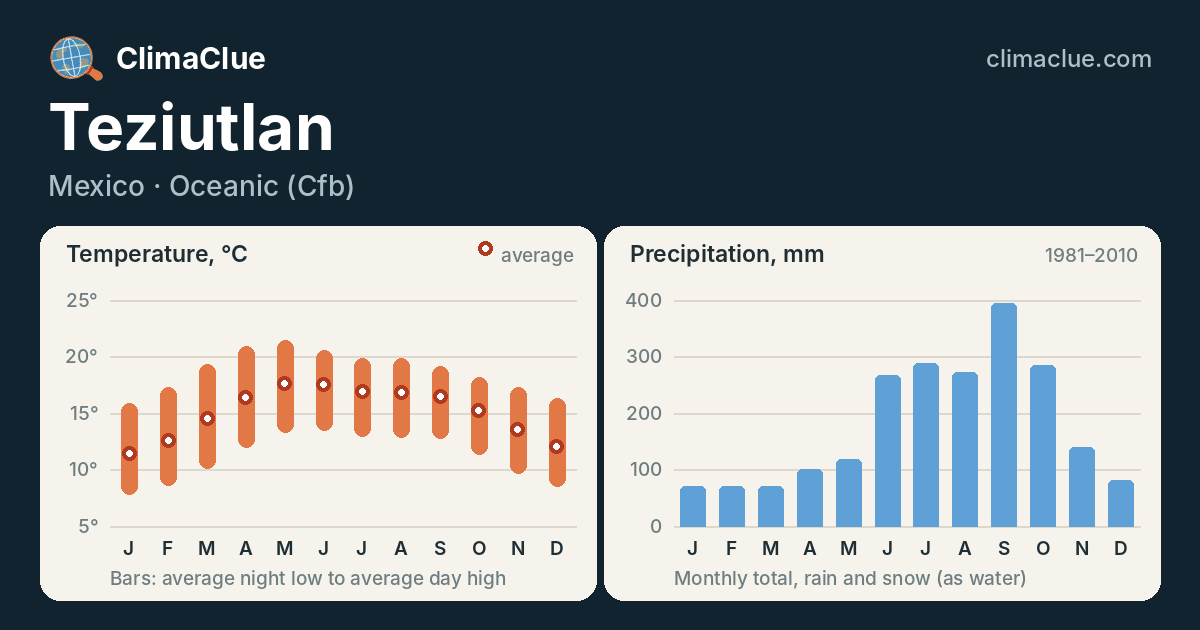 ClimaClue
climaclue.com
Teziutlan
Mexico · Oceanic (Cfb)
Temperature, °C
average
25°
20°
15°
10°
5°
J F M A M J J A S O N D
Bars: average night low to average day high
Precipitation, mm
1981–2010
400
300
200
100
0
J F M A M J J A S O N D
Monthly total, rain and snow (as water)